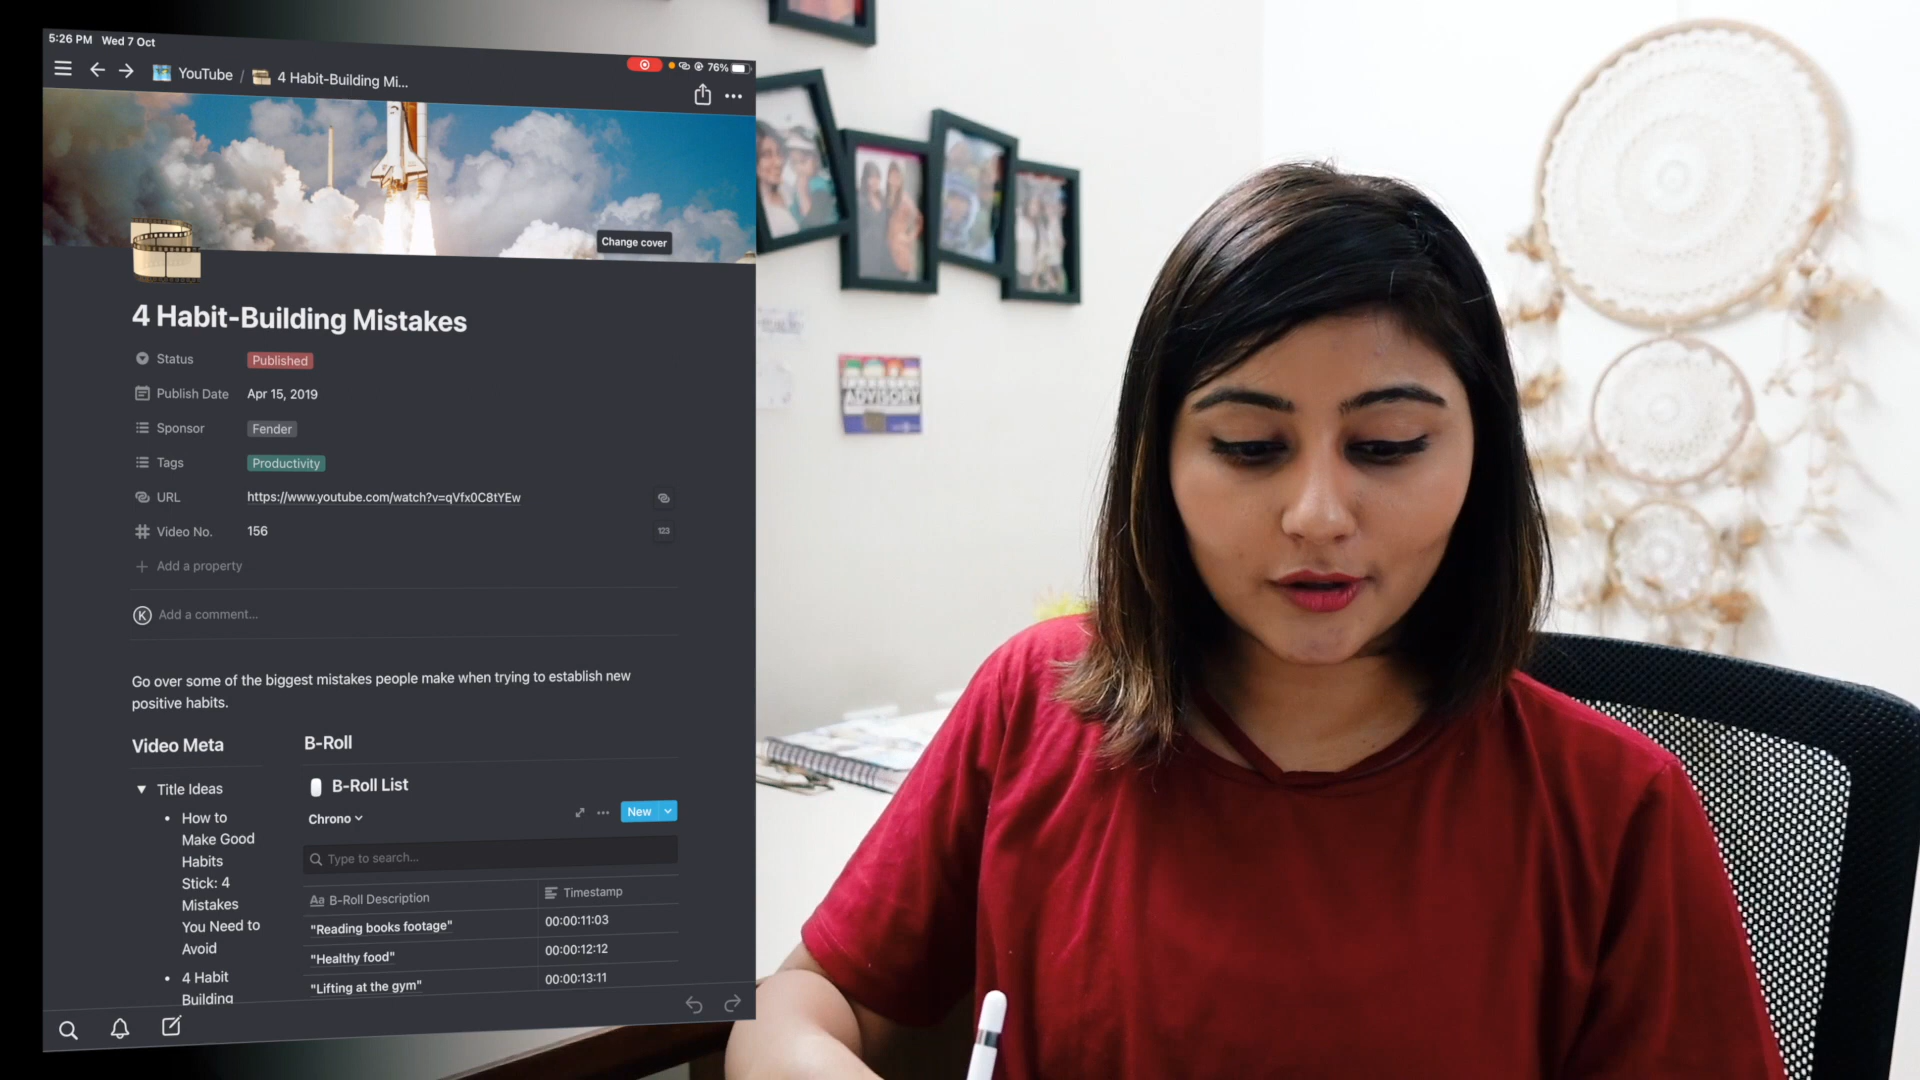 5:26 PM Wed 7 Oct
76%
YouTube / 4 Habit-Building Mi...
Change cover
4 Habit-Building Mistakes
Status Published
Publish Date Apr 15, 2019
Sponsor Fender
Tags Productivity
URL https://www.youtube.com/watch?v=qVfx0C8tYEw
Video No. 156
123
+ Add a property
K Add a comment...
Go over some of the biggest mistakes people make when trying to establish new
positive habits.
Video Meta
Title Ideas
• How to
Make Good
Habits
Stick: 4
Mistakes
You Need to
Avoid
• 4 Habit
Building
B-Roll
B-Roll List
Chrono
New
Type to search...
Aa B-Roll Description Timestamp
"Reading books footage" 00:00:11:03
"Healthy food" 00:00:12:12
"Lifting at the gym" 00:00:13:11
ADVISORY